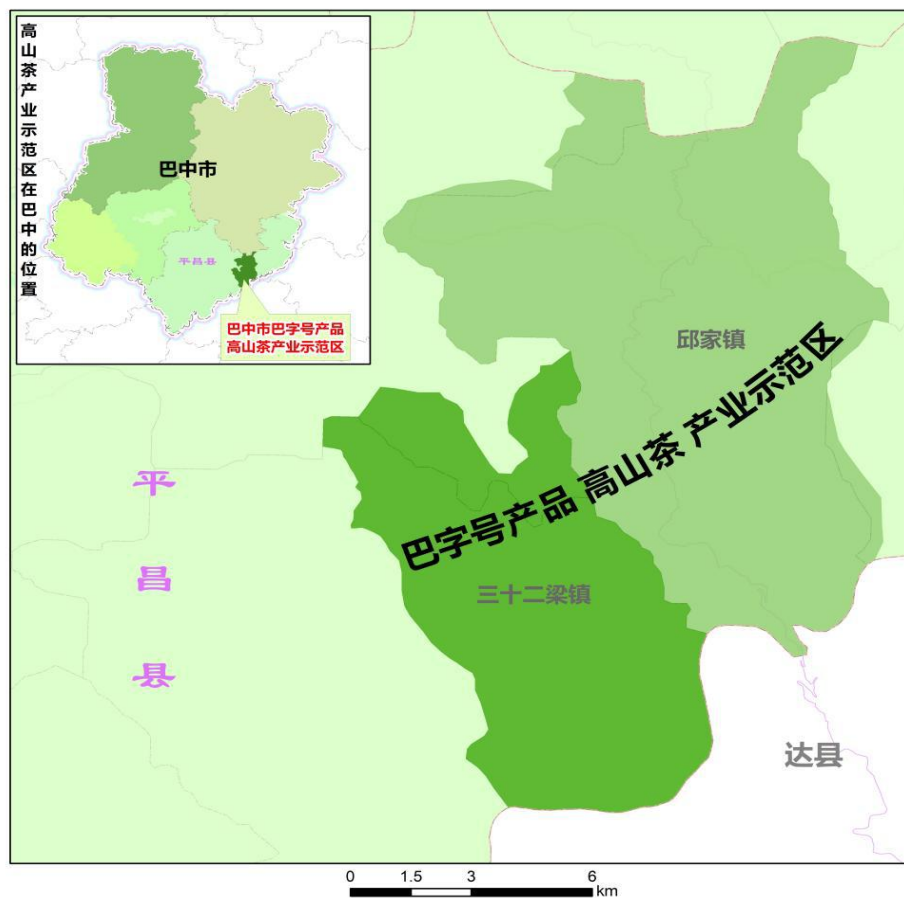 高山茶产业示范区在巴中的位置
巴中市
平昌县
巴中市巴字号产品
高山茶产业示范区
邱家镇
巴字号产品 高山茶 产业示范区
三十二梁镇
平昌县
达县
0 1.5 3 6
km